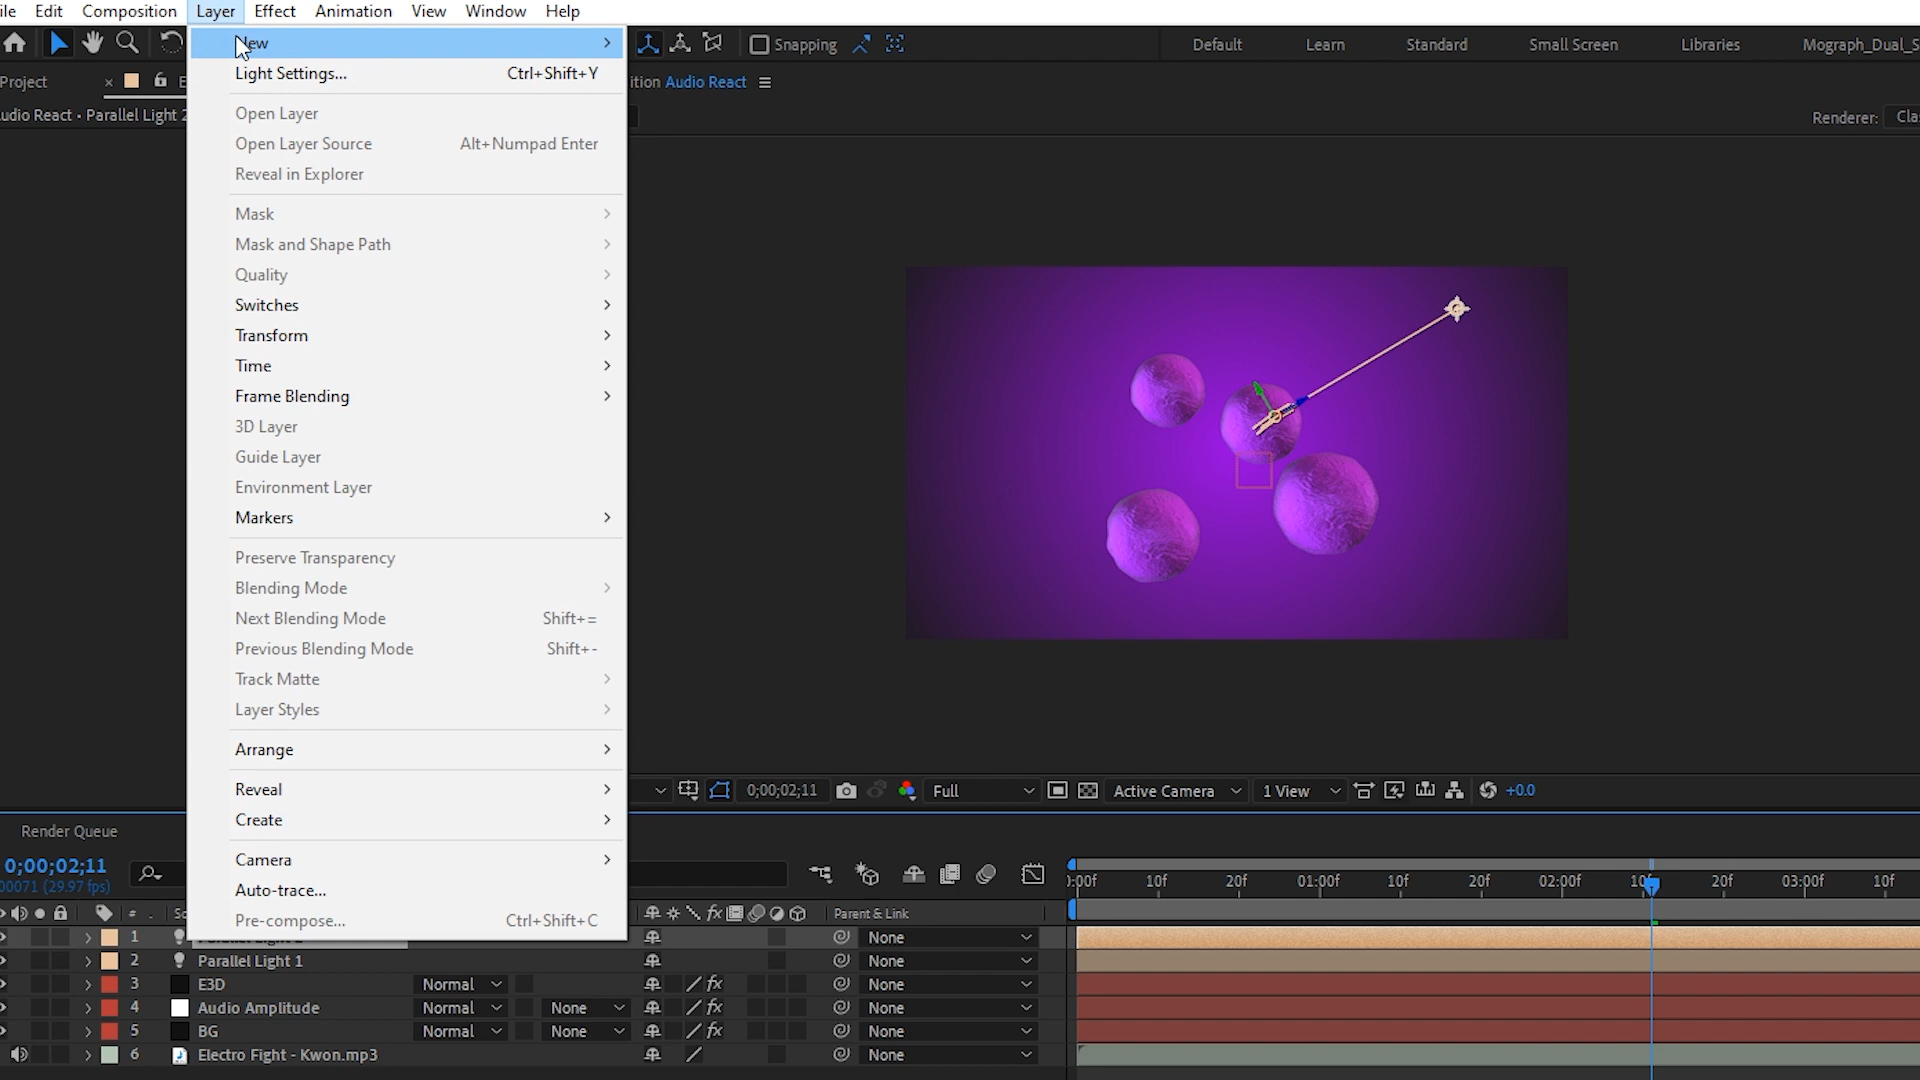 ile Edit Composition Layer Effect Animation View Window Help
Snapping Default Learn Standard Small Screen Libraries Mograph_Dual_S
Project E ition Audio React
udio React • Parallel Light 2 Renderer: Cla
ew
Light Settings... Ctrl+Shift+Y
Open Layer
Open Layer Source Alt+Numpad Enter
Reveal in Explorer
Mask
Mask and Shape Path
Quality
Switches
Transform
Time
Frame Blending
3D Layer
Guide Layer
Environment Layer
Markers
Preserve Transparency
Blending Mode
Next Blending Mode Shift+=
Previous Blending Mode Shift+-
Track Matte
Layer Styles
Arrange
Reveal
Create
Camera
Auto-trace...
Pre-compose... Ctrl+Shift+C
0;00;02;11 Full Active Camera 1 View +0.0
Render Queue
0;00;02;11
00071 (29.97 fps)
):00f 10f 20f 01:00f 10f 20f 02:00f 10 20f 03:00f 10f
# Sc fx Parent & Link
1 None
2 Parallel Light 1 None
3 E3D Normal fx None
4 Audio Amplitude Normal None fx None
5 BG Normal None fx None
6 Electro Fight - Kwon.mp3 None